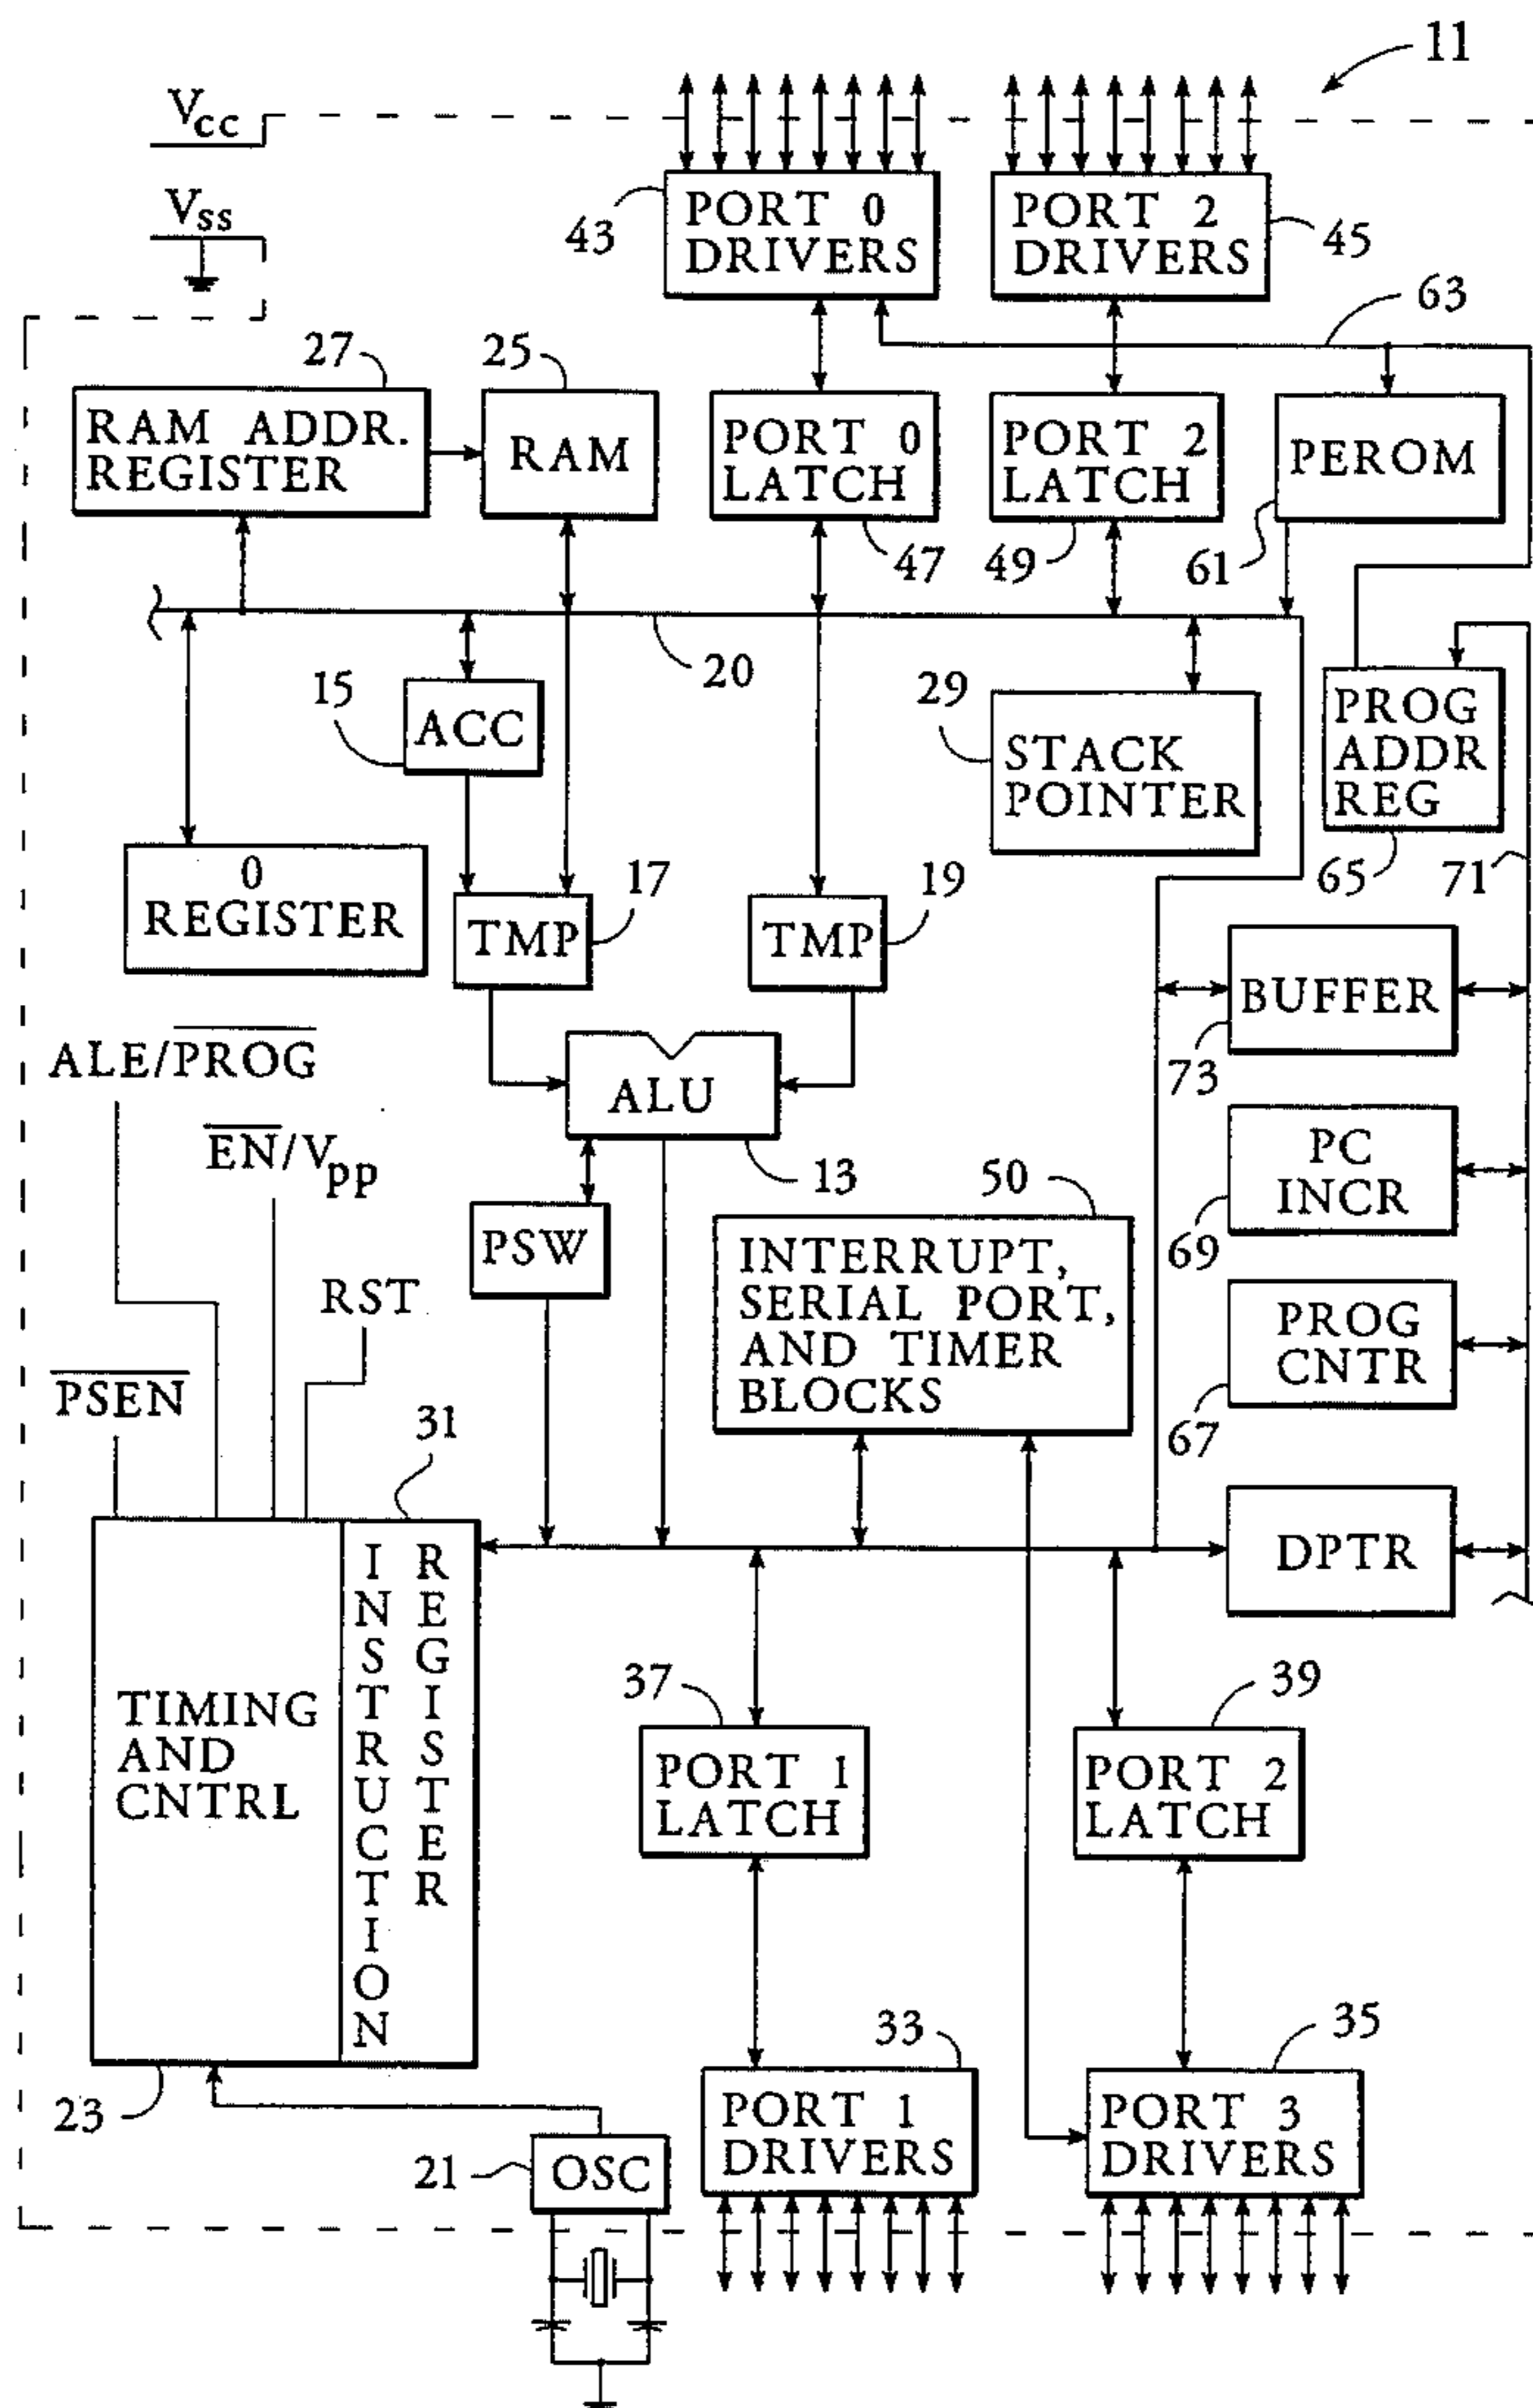 11
Vcc
Vss
43
PORT 0
DRIVERS
PORT 2
DRIVERS
45
63
27
25
RAM ADDR.
REGISTER
RAM
PORT 0
LATCH
PORT 2
LATCH
PEROM
47
49
61
20
15
ACC
29
STACK
POINTER
PROG
ADDR
REG
65
71
0
REGISTER
17
TMP
19
TMP
BUFFER
73
ALE/PROG
ALU
13
EN/Vpp
PC
INCR
69
PSW
50
INTERRUPT,
SERIAL PORT,
AND TIMER
BLOCKS
RST
PROG
CNTR
67
PSEN
31
DPTR
TIMING
AND
CNTRL
INSTRUCTION
REGISTER
23
37
PORT 1
LATCH
39
PORT 2
LATCH
33
PORT 1
DRIVERS
35
PORT 3
DRIVERS
21
OSC